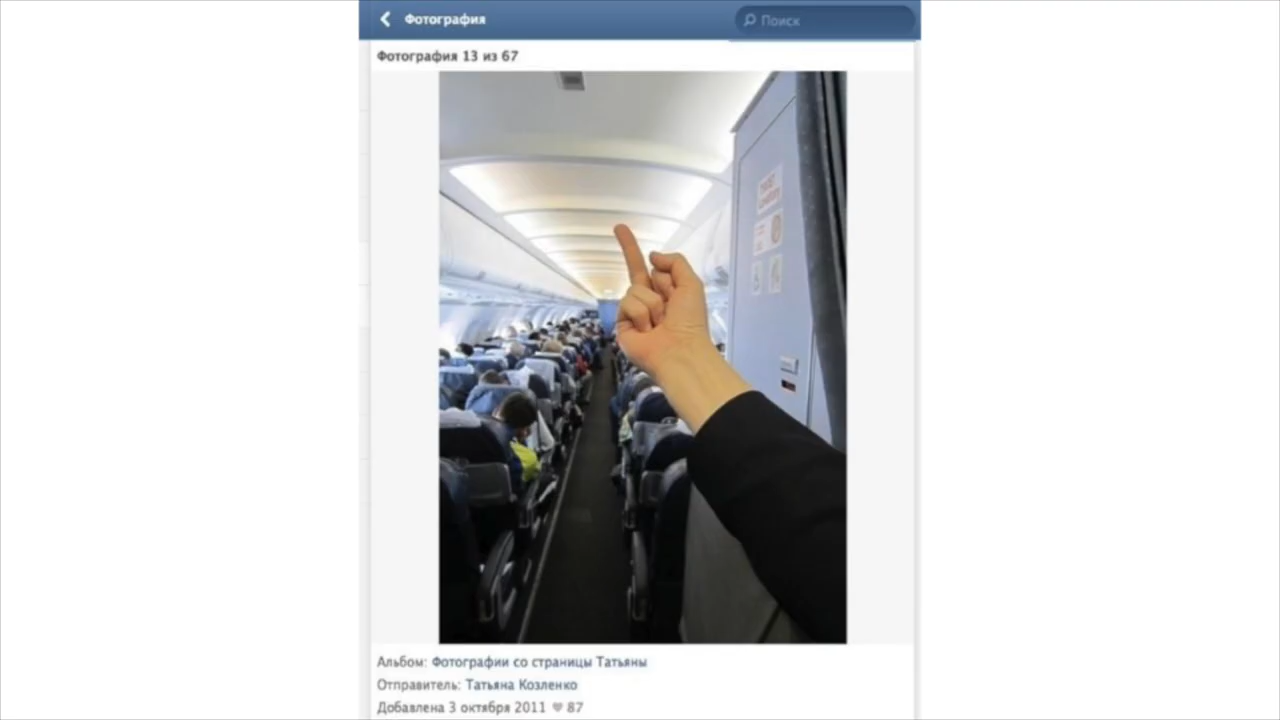 Фотография
Поиск
Фотография 13 из 67
Альбом: Фотографии со страницы Татьяны
Отправитель: Татьяна Козленко
Добавлена 3 октября 2011 87